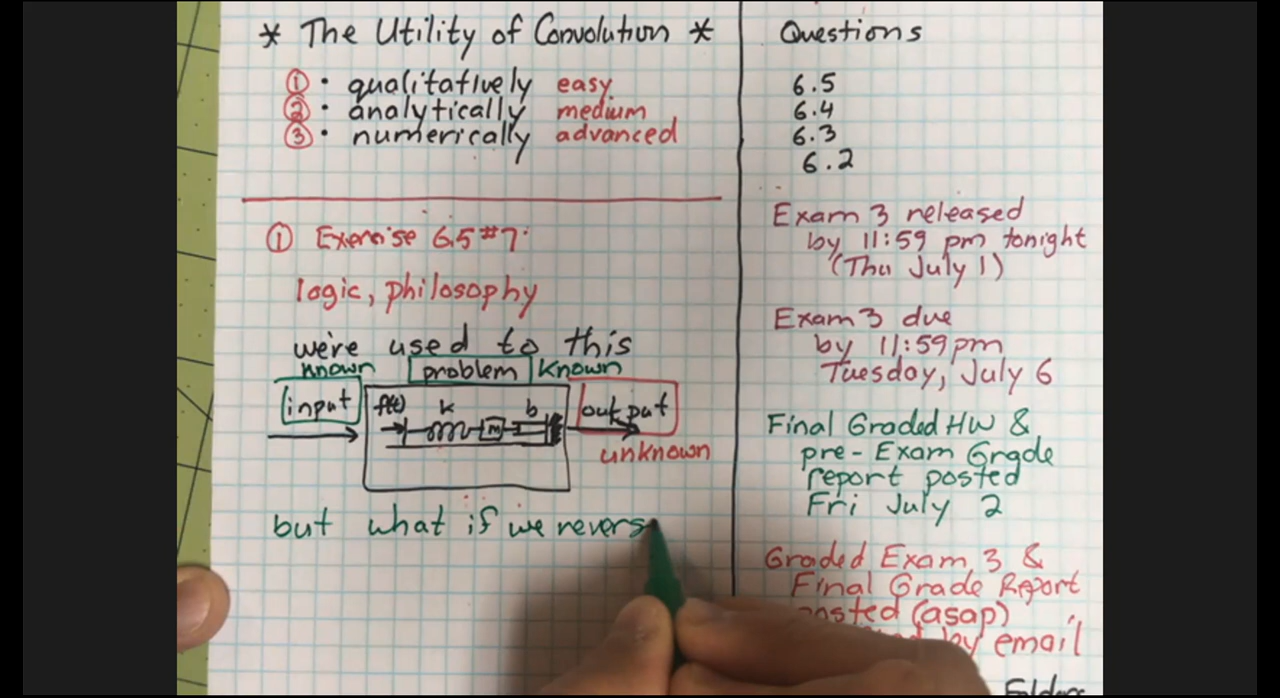 * The Utility of Convolution *
① · qualitatively easy
② · analytically medium
③ · numerically advanced
① Exercise 6.5 #7:
logic, philosophy
we're used to this
known problem known
input f(t) k m b output
unknown
but what if we revers
Questions
6.5
6.4
6.3
6.2
Exam 3 released
by 11:59 pm tonight
(Thu July 1)
Exam 3 due
by 11:59pm
Tuesday, July 6
Final Graded HW &
pre-Exam Grade
report posted
Fri July 2
Graded Exam 3 &
Final Grade Report
posted (asap)
by email